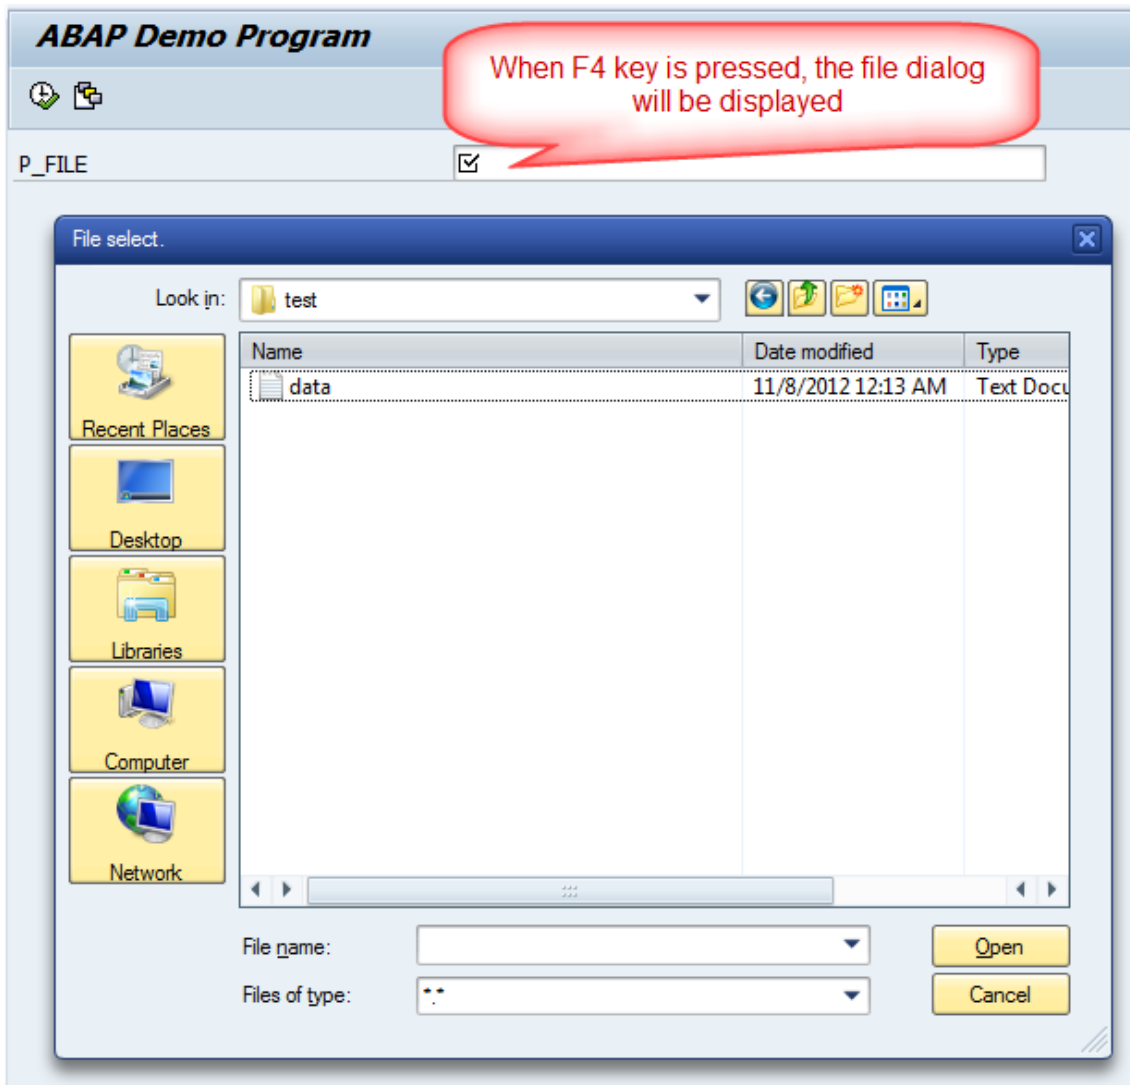 ABAP Demo Program
When F4 key is pressed, the file dialog
will be displayed
P_FILE
File select.
Look in: test
Name Date modified Type
data 11/8/2012 12:13 AM Text Docu
Recent Places
Desktop
Libraries
Computer
Network
File name: Open
Files of type: *.* Cancel